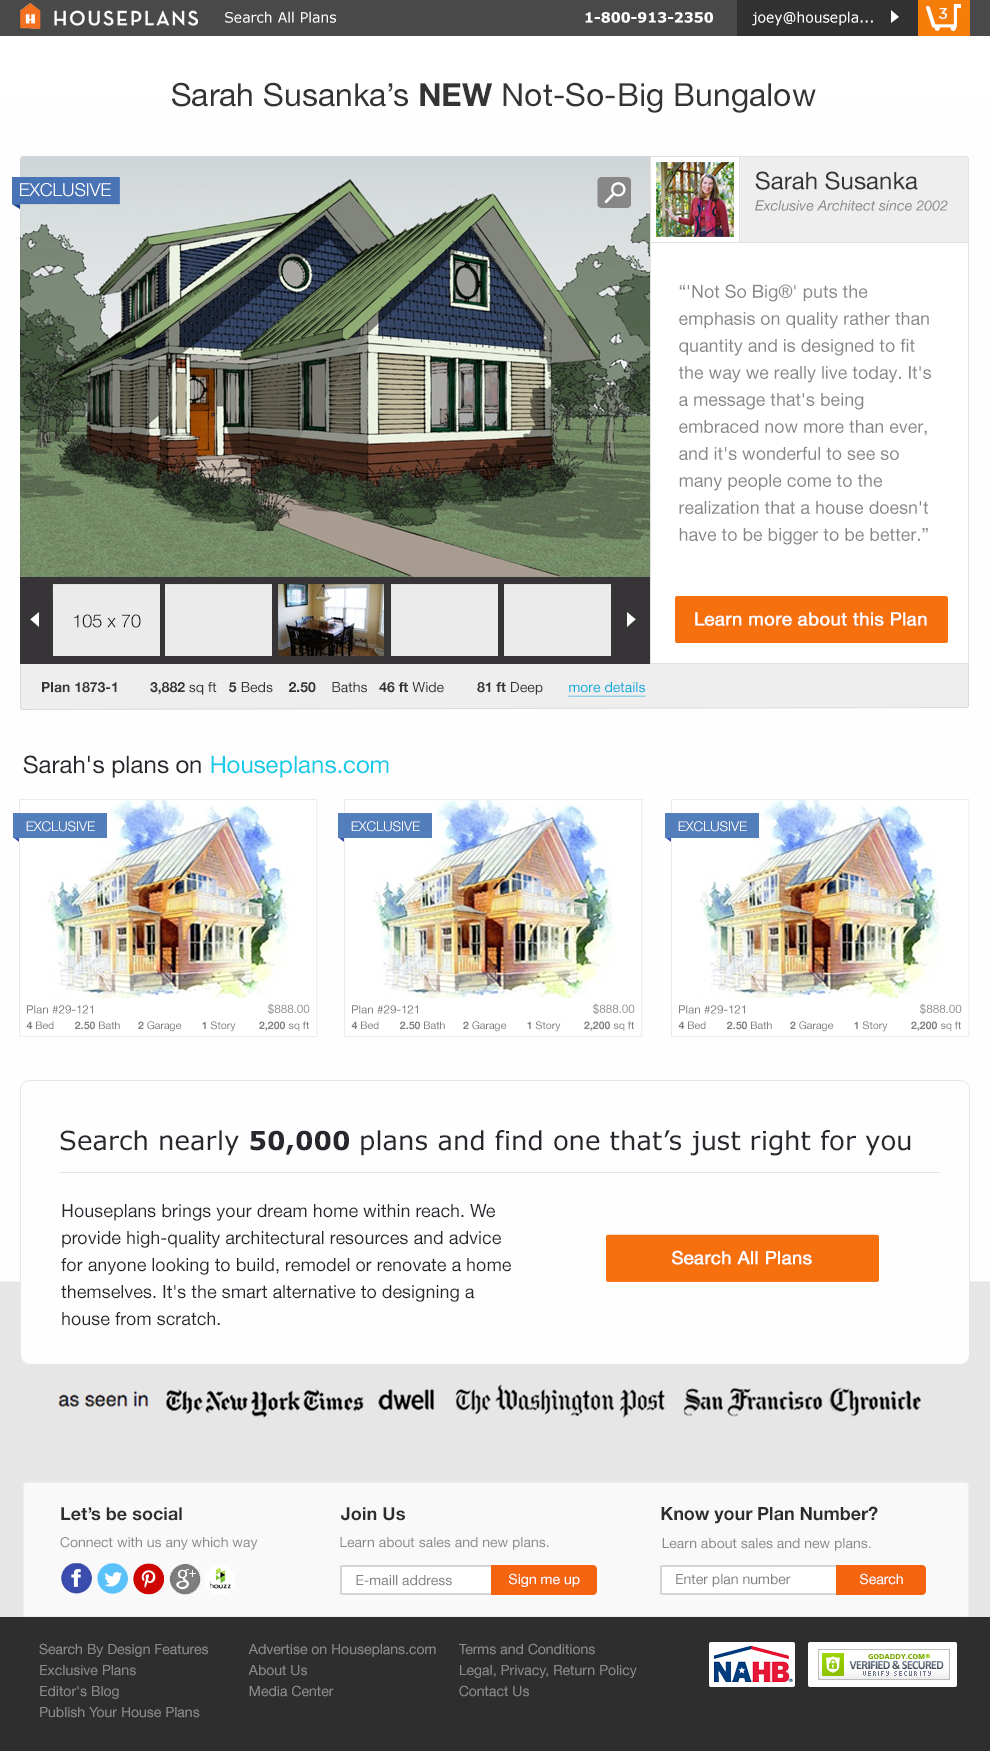 HOUSEPLANS Search All Plans 1-800-913-2350 joey@housepla... 3
Sarah Susanka's NEW Not-So-Big Bungalow
EXCLUSIVE
Sarah Susanka
Exclusive Architect since 2002
“'Not So Big®' puts the
emphasis on quality rather than
quantity and is designed to fit
the way we really live today. It's
a message that's being
embraced now more than ever,
and it's wonderful to see so
many people come to the
realization that a house doesn't
have to be bigger to be better.”
Learn more about this Plan
105 x 70
Plan 1873-1 3,882 sq ft 5 Beds 2.50 Baths 46 ft Wide 81 ft Deep more details
Sarah's plans on Houseplans.com
EXCLUSIVE EXCLUSIVE EXCLUSIVE
Plan #29-121 $888.00 Plan #29-121 $888.00 Plan #29-121 $888.00
4 Bed 2.50 Bath 2 Garage 1 Story 2,200 sq ft 4 Bed 2.50 Bath 2 Garage 1 Story 2,200 sq ft 4 Bed 2.50 Bath 2 Garage 1 Story 2,200 sq ft
Search nearly 50,000 plans and find one that’s just right for you
Houseplans brings your dream home within reach. We
provide high-quality architectural resources and advice
for anyone looking to build, remodel or renovate a home
themselves. It's the smart alternative to designing a
house from scratch.
Search All Plans
as seen in The New York Times dwell The Washington Post San Francisco Chronicle
Let’s be social
Connect with us any which way
f g+ houzz
Join Us
Learn about sales and new plans.
E-maill address Sign me up
Know your Plan Number?
Learn about sales and new plans.
Enter plan number Search
Search By Design Features
Exclusive Plans
Editor's Blog
Publish Your House Plans
Advertise on Houseplans.com
About Us
Media Center
Terms and Conditions
Legal, Privacy, Return Policy
Contact Us
NAHB
GODADDY.COM®
VERIFIED & SECURED
VERIFY SECURITY